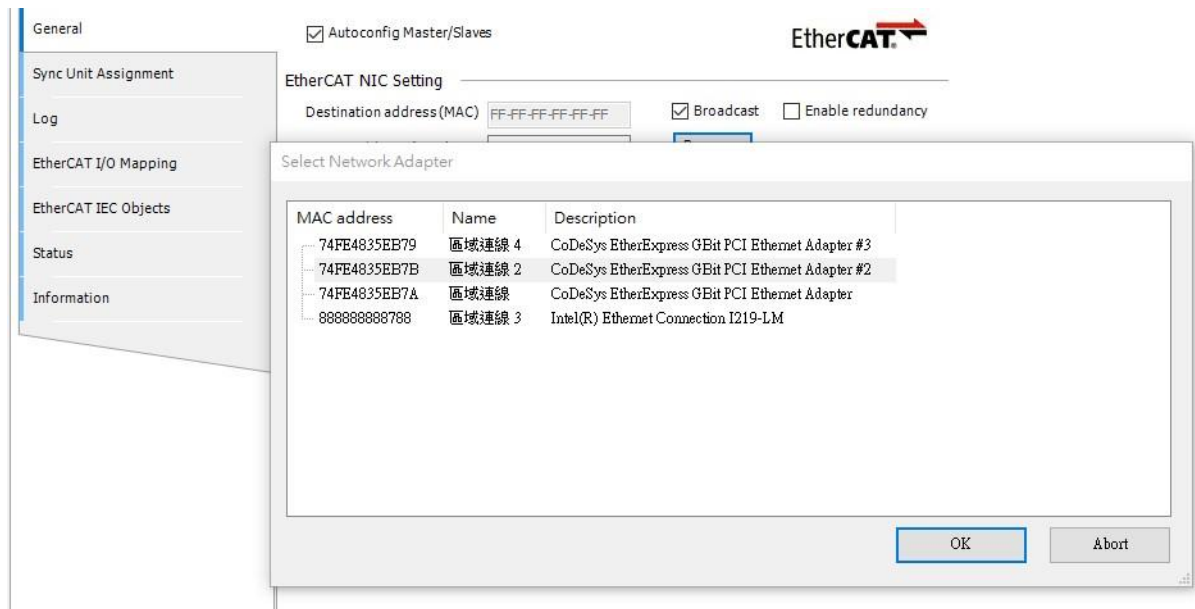 General
Autoconfig Master/Slaves
EtherCAT.
Sync Unit Assignment
EtherCAT NIC Setting
Destination address (MAC) FF-FF-FF-FF-FF-FF Broadcast Enable redundancy
Log
EtherCAT I/O Mapping
EtherCAT IEC Objects
Status
Information
Select Network Adapter
MAC address Name Description
74FE4835EB79 區域連線 4 CoDeSys EtherExpress GBit PCI Ethernet Adapter #3
74FE4835EB7B 區域連線 2 CoDeSys EtherExpress GBit PCI Ethernet Adapter #2
74FE4835EB7A 區域連線 CoDeSys EtherExpress GBit PCI Ethernet Adapter
888888888788 區域連線 3 Intel(R) Ethernet Connection I219-LM
OK Abort